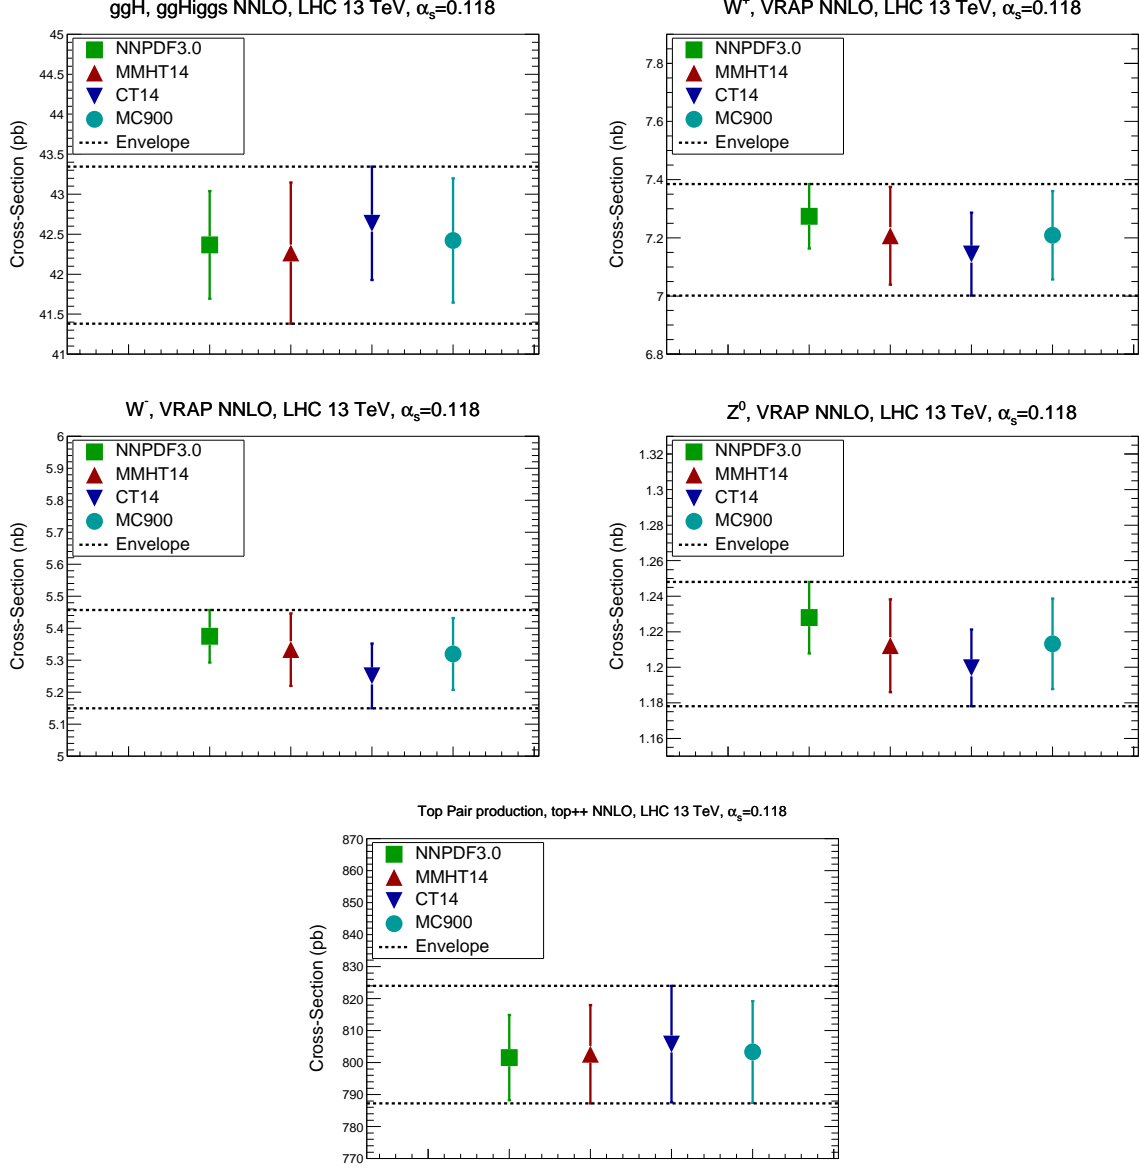 ggH, ggHiggs NNLO, LHC 13 TeV, αs=0.118
Cross-Section (pb)
45
44.5
44
43.5
43
42.5
42
41.5
41
NNPDF3.0
MMHT14
CT14
MC900
Envelope
W+, VRAP NNLO, LHC 13 TeV, αs=0.118
Cross-Section (nb)
7.8
7.6
7.4
7.2
7
6.8
NNPDF3.0
MMHT14
CT14
MC900
Envelope
W-, VRAP NNLO, LHC 13 TeV, αs=0.118
Cross-Section (nb)
6
5.9
5.8
5.7
5.6
5.5
5.4
5.3
5.2
5.1
5
NNPDF3.0
MMHT14
CT14
MC900
Envelope
Z0, VRAP NNLO, LHC 13 TeV, αs=0.118
Cross-Section (nb)
1.32
1.3
1.28
1.26
1.24
1.22
1.2
1.18
1.16
NNPDF3.0
MMHT14
CT14
MC900
Envelope
Top Pair production, top++ NNLO, LHC 13 TeV, αs=0.118
Cross-Section (pb)
870
860
850
840
830
820
810
800
790
780
770
NNPDF3.0
MMHT14
CT14
MC900
Envelope